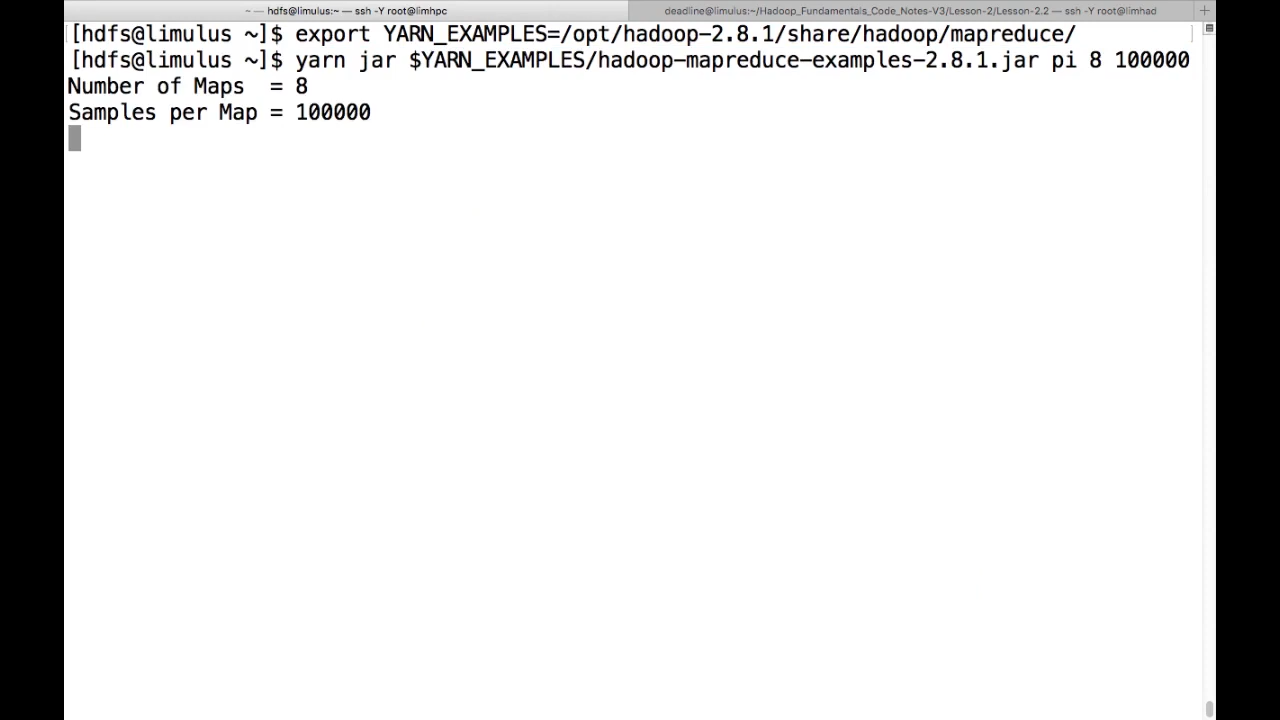 ~ — hdfs@limulus:~ — ssh -Y root@limhpc
deadline@limulus:~/Hadoop_Fundamentals_Code_Notes-V3/Lesson-2/Lesson-2.2 — ssh -Y root@limhad
[hdfs@limulus ~]$ export YARN_EXAMPLES=/opt/hadoop-2.8.1/share/hadoop/mapreduce/
[hdfs@limulus ~]$ yarn jar $YARN_EXAMPLES/hadoop-mapreduce-examples-2.8.1.jar pi 8 100000
Number of Maps  = 8
Samples per Map = 100000